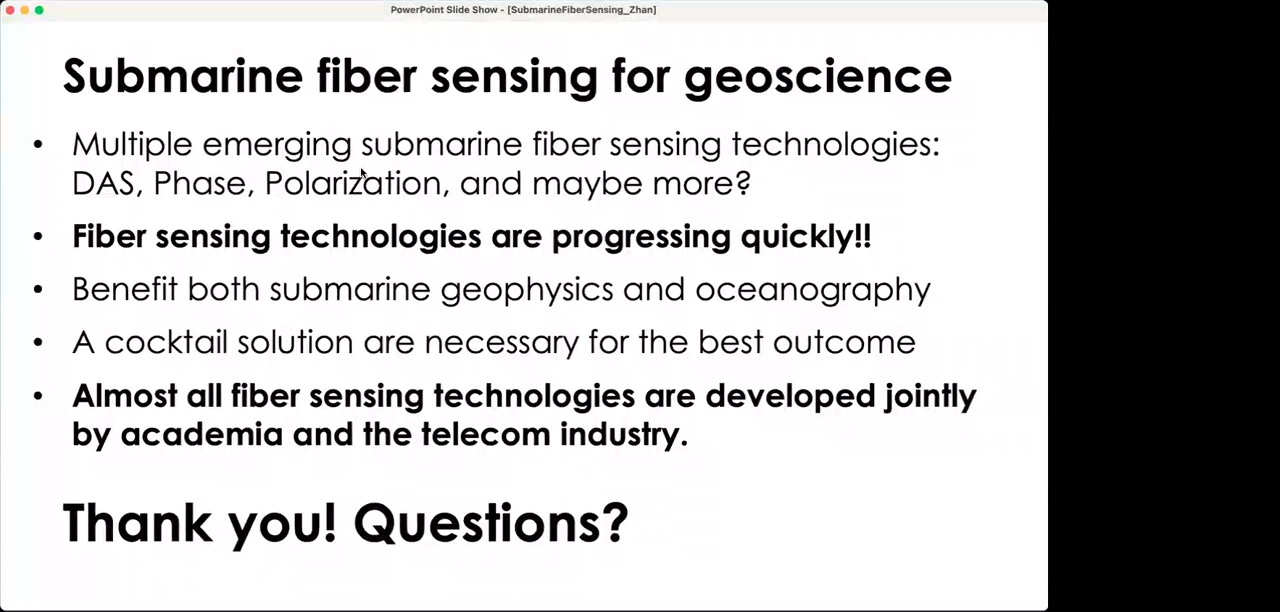 PowerPoint Slide Show - [SubmarineFiberSensing_Zhan]
Submarine fiber sensing for geoscience
• Multiple emerging submarine fiber sensing technologies:
DAS, Phase, Polarization, and maybe more?
• Fiber sensing technologies are progressing quickly!!
• Benefit both submarine geophysics and oceanography
• A cocktail solution are necessary for the best outcome
• Almost all fiber sensing technologies are developed jointly
by academia and the telecom industry.
Thank you! Questions?